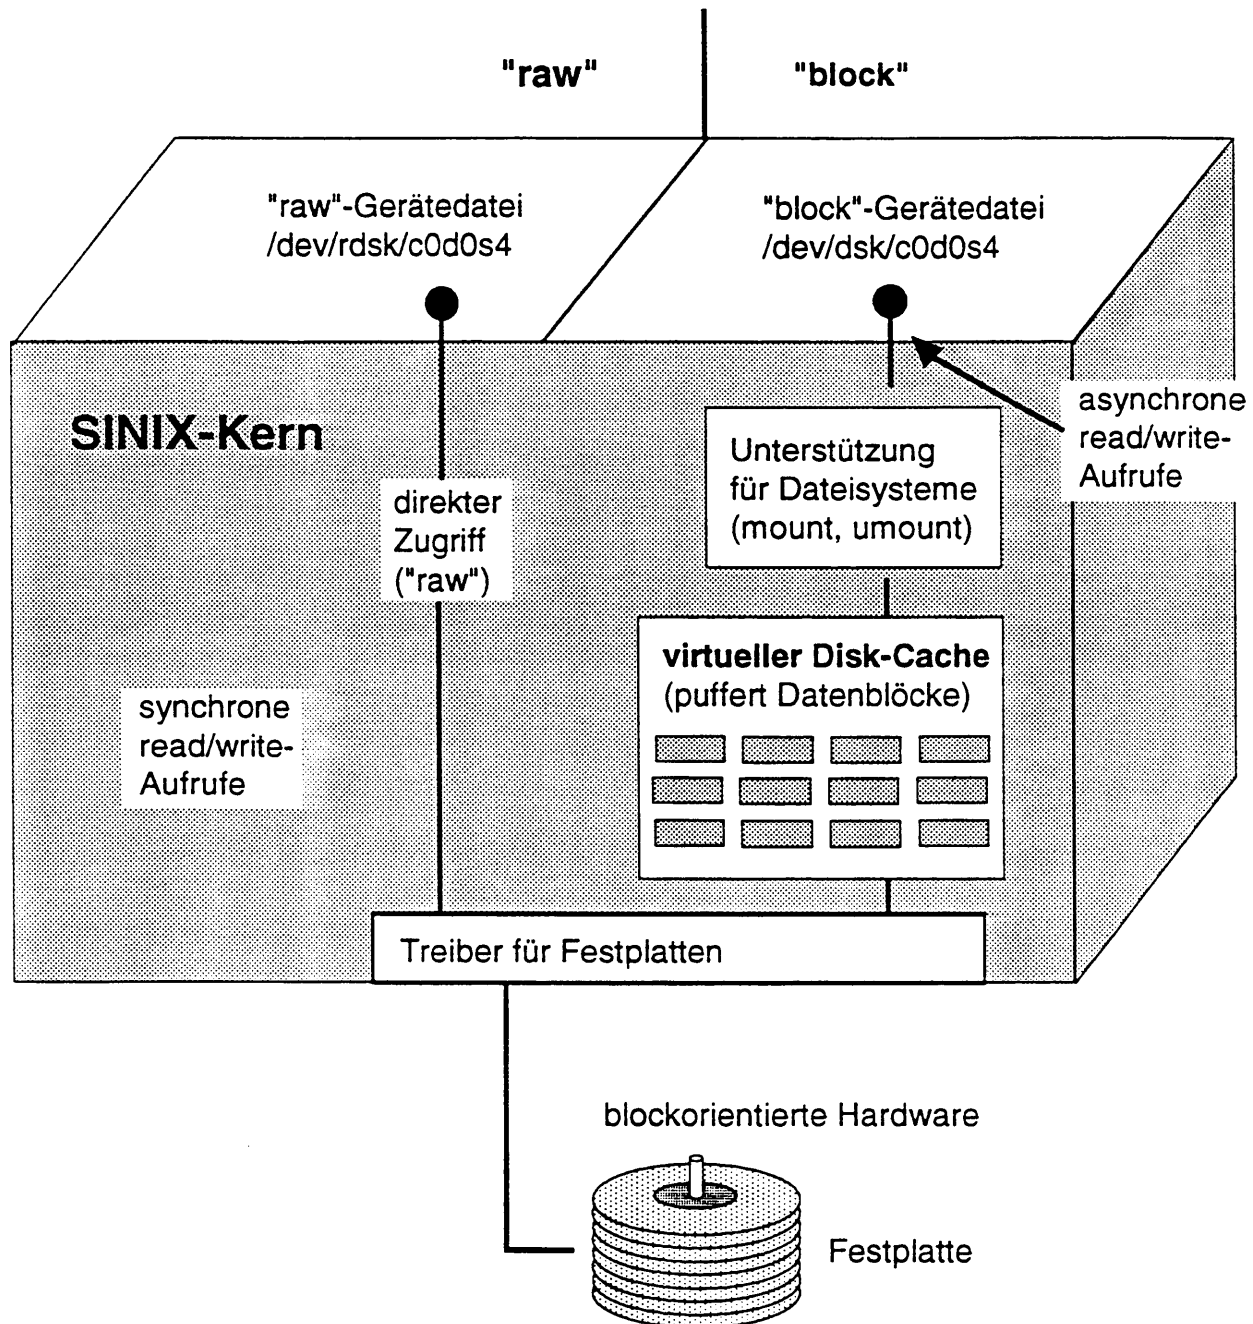 "raw"
"block"
"raw"-Gerätedatei
/dev/rdsk/c0d0s4
"block"-Gerätedatei
/dev/dsk/c0d0s4
SINIX-Kern
asynchrone
read/write-
Aufrufe
Unterstützung
für Dateisysteme
(mount, umount)
direkter
Zugriff
("raw")
virtueller Disk-Cache
(puffert Datenblöcke)
synchrone
read/write-
Aufrufe
Treiber für Festplatten
blockorientierte Hardware
Festplatte